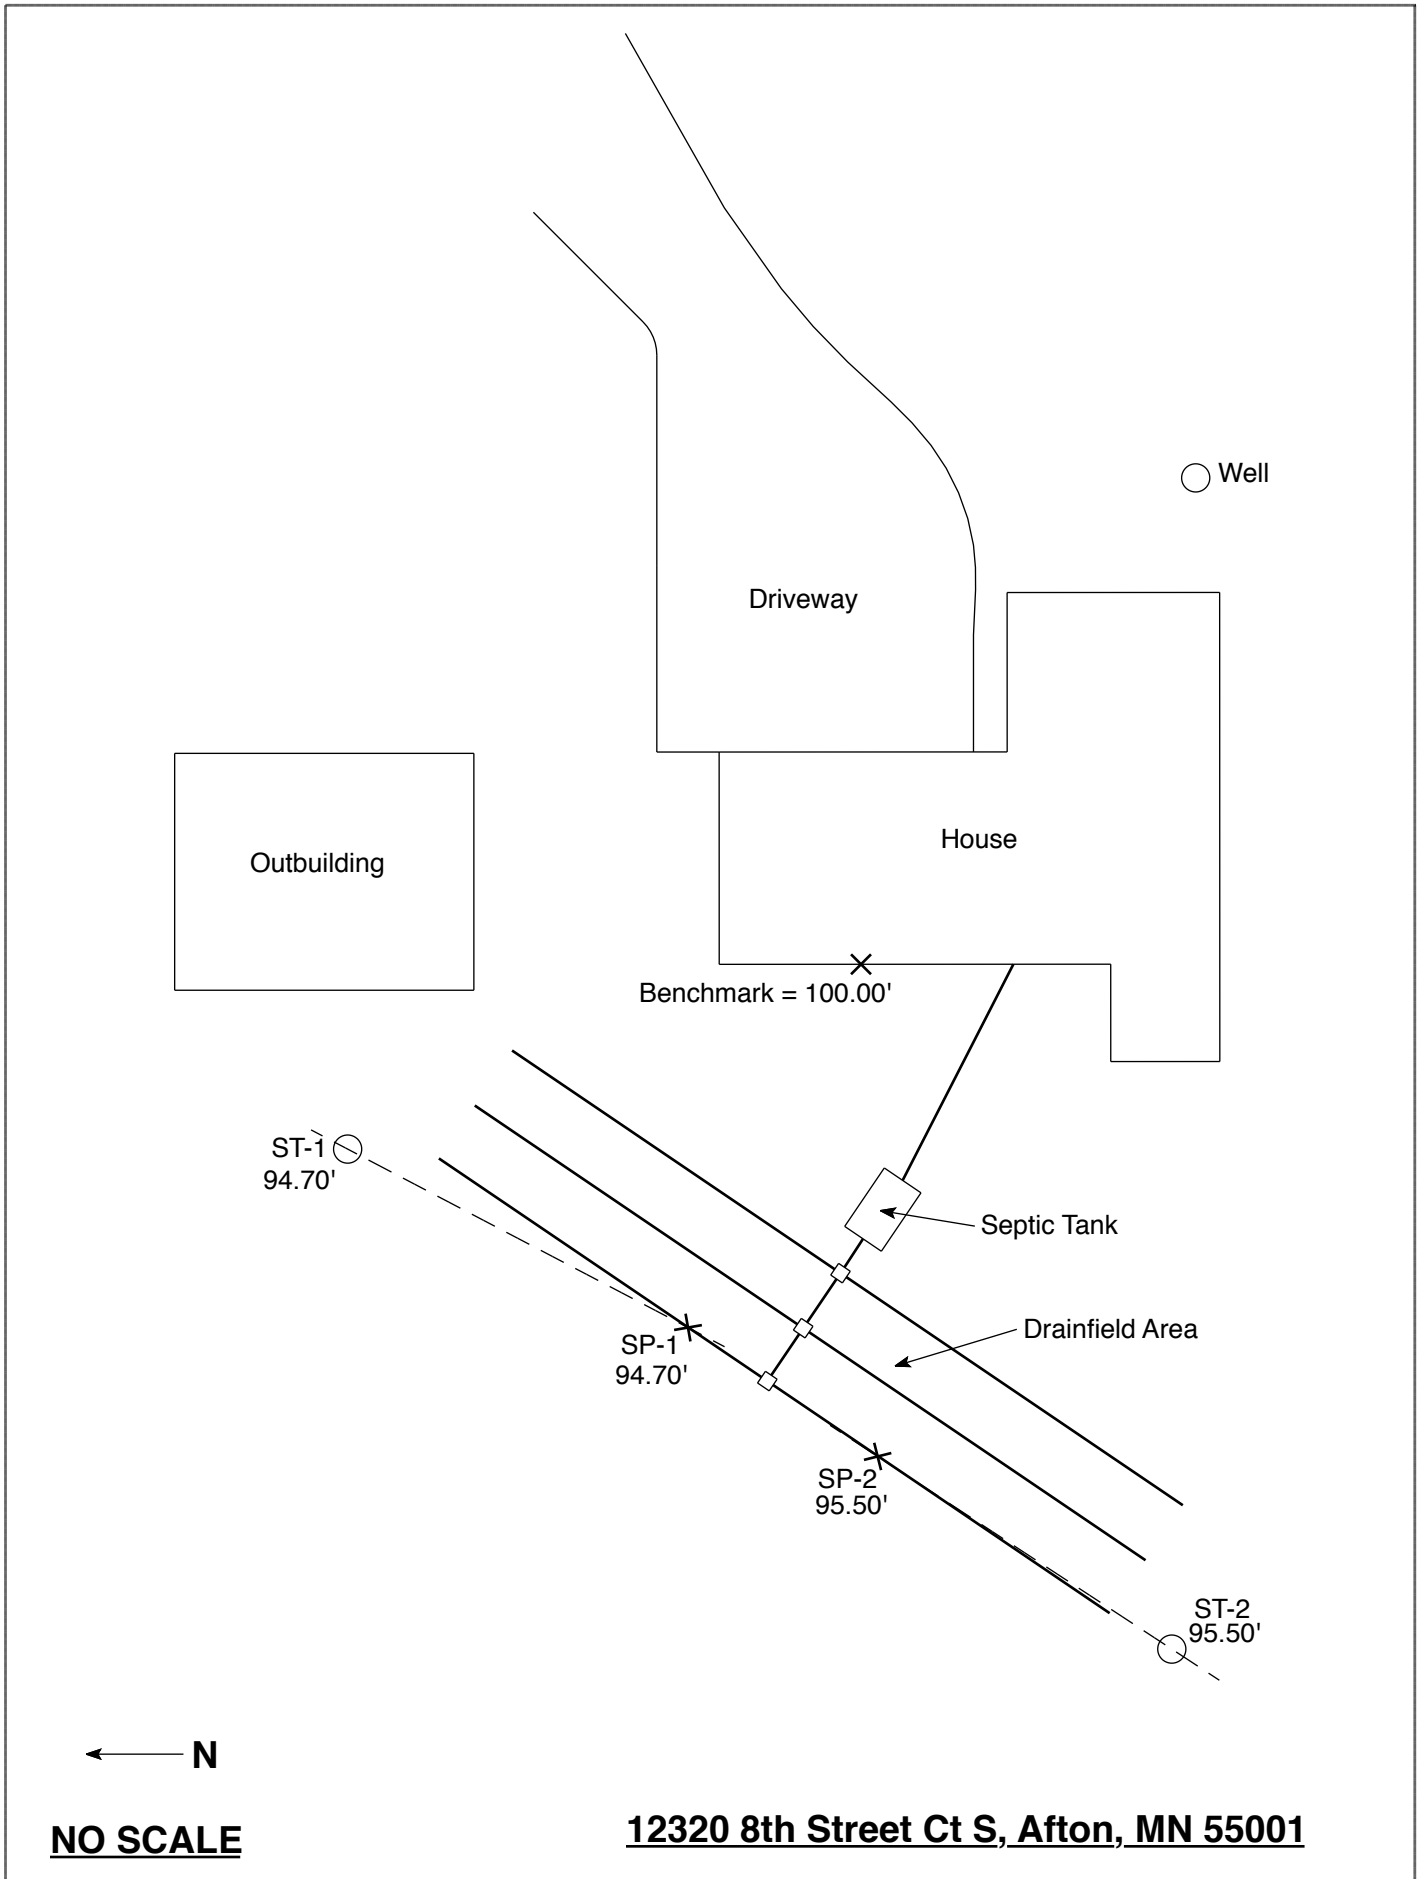 Well
Driveway
House
Outbuilding
Benchmark = 100.00'
ST-1
94.70'
Septic Tank
Drainfield Area
SP-1
94.70'
SP-2
95.50'
ST-2
95.50'
N
NO SCALE
12320 8th Street Ct S, Afton, MN 55001